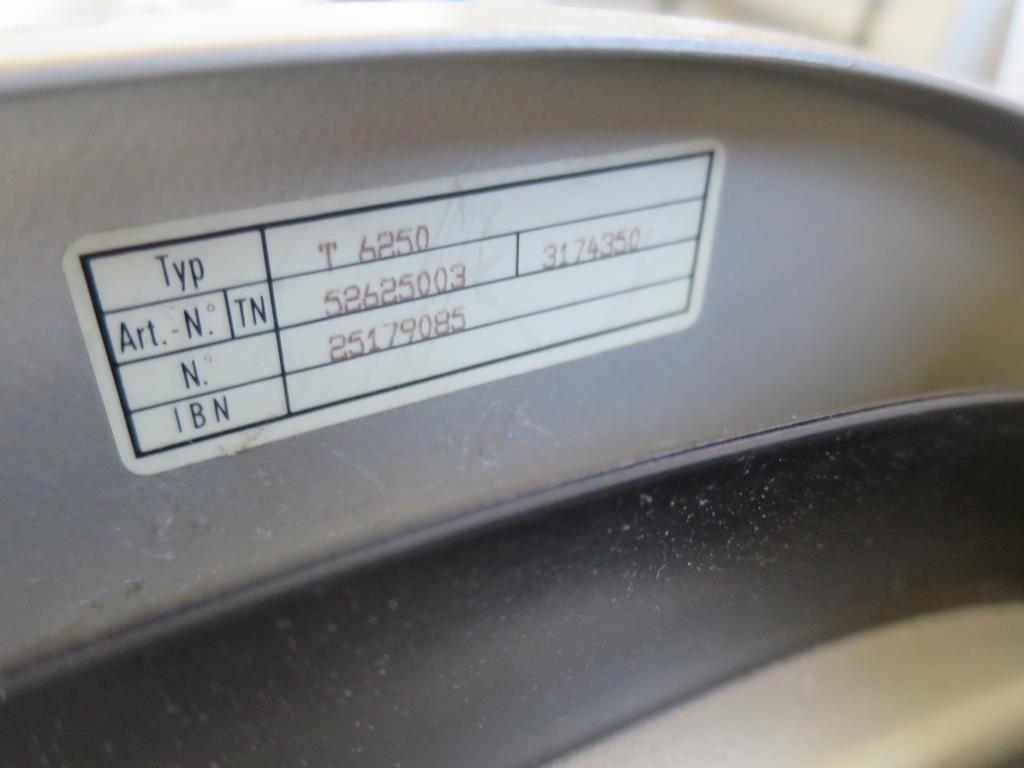 Typ T 6250
Art.-N.° TN 52625003 3174350
N.° 25179085
IBN